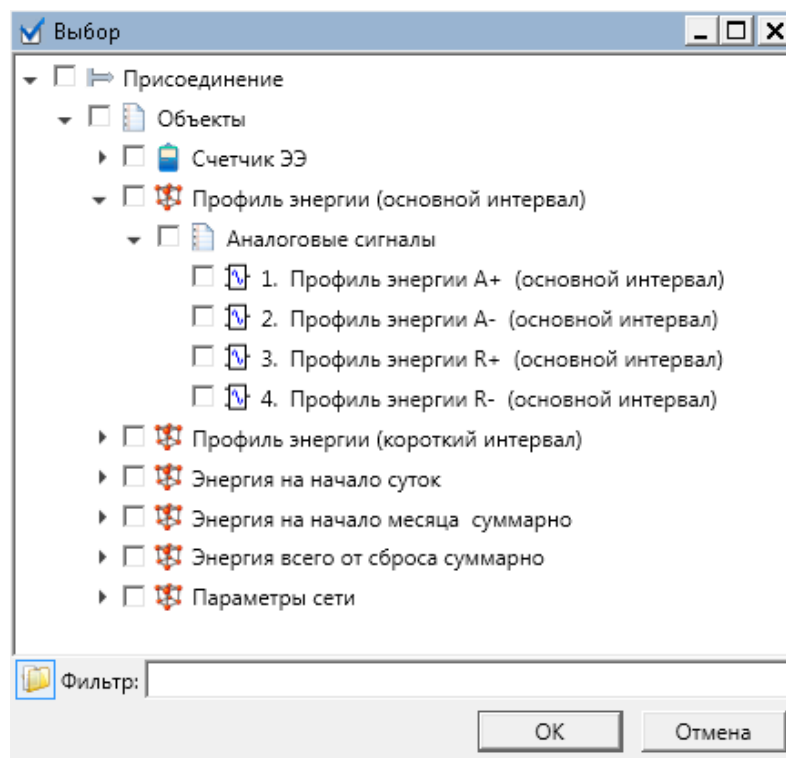 Выбор
Присоединение
Объекты
Счетчик ЭЭ
Профиль энергии (основной интервал)
Аналоговые сигналы
1. Профиль энергии A+ (основной интервал)
2. Профиль энергии A- (основной интервал)
3. Профиль энергии R+ (основной интервал)
4. Профиль энергии R- (основной интервал)
Профиль энергии (короткий интервал)
Энергия на начало суток
Энергия на начало месяца суммарно
Энергия всего от сброса суммарно
Параметры сети
Фильтр:
OK Отмена